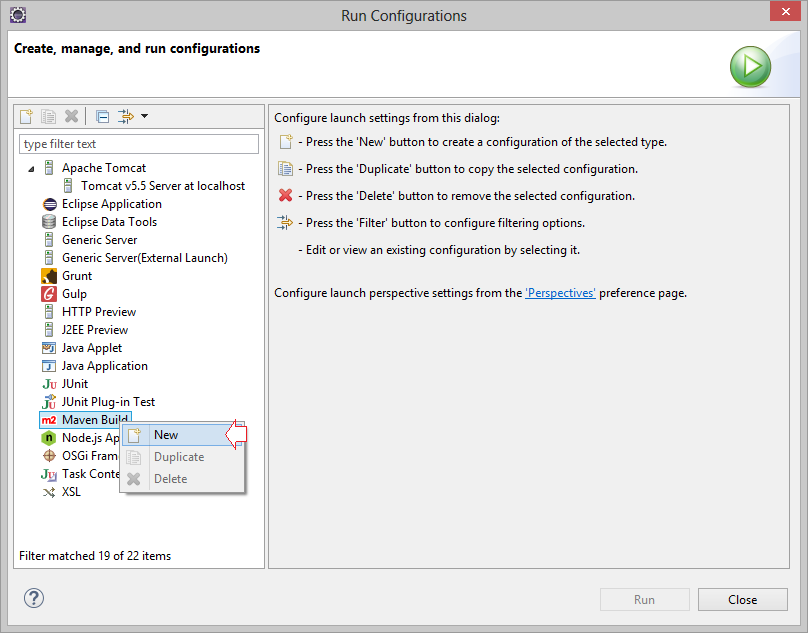 Run Configurations
Create, manage, and run configurations
type filter text
Apache Tomcat
Tomcat v5.5 Server at localhost
Eclipse Application
Eclipse Data Tools
Generic Server
Generic Server(External Launch)
Grunt
Gulp
HTTP Preview
J2EE Preview
Java Applet
Java Application
JUnit
JUnit Plug-in Test
m2 Maven Build
Node.js Ap
OSGi Fram
Task Conte
XSL
New
Duplicate
Delete
Filter matched 19 of 22 items
Configure launch settings from this dialog:
- Press the 'New' button to create a configuration of the selected type.
- Press the 'Duplicate' button to copy the selected configuration.
- Press the 'Delete' button to remove the selected configuration.
- Press the 'Filter' button to configure filtering options.
- Edit or view an existing configuration by selecting it.
Configure launch perspective settings from the 'Perspectives' preference page.
Run
Close